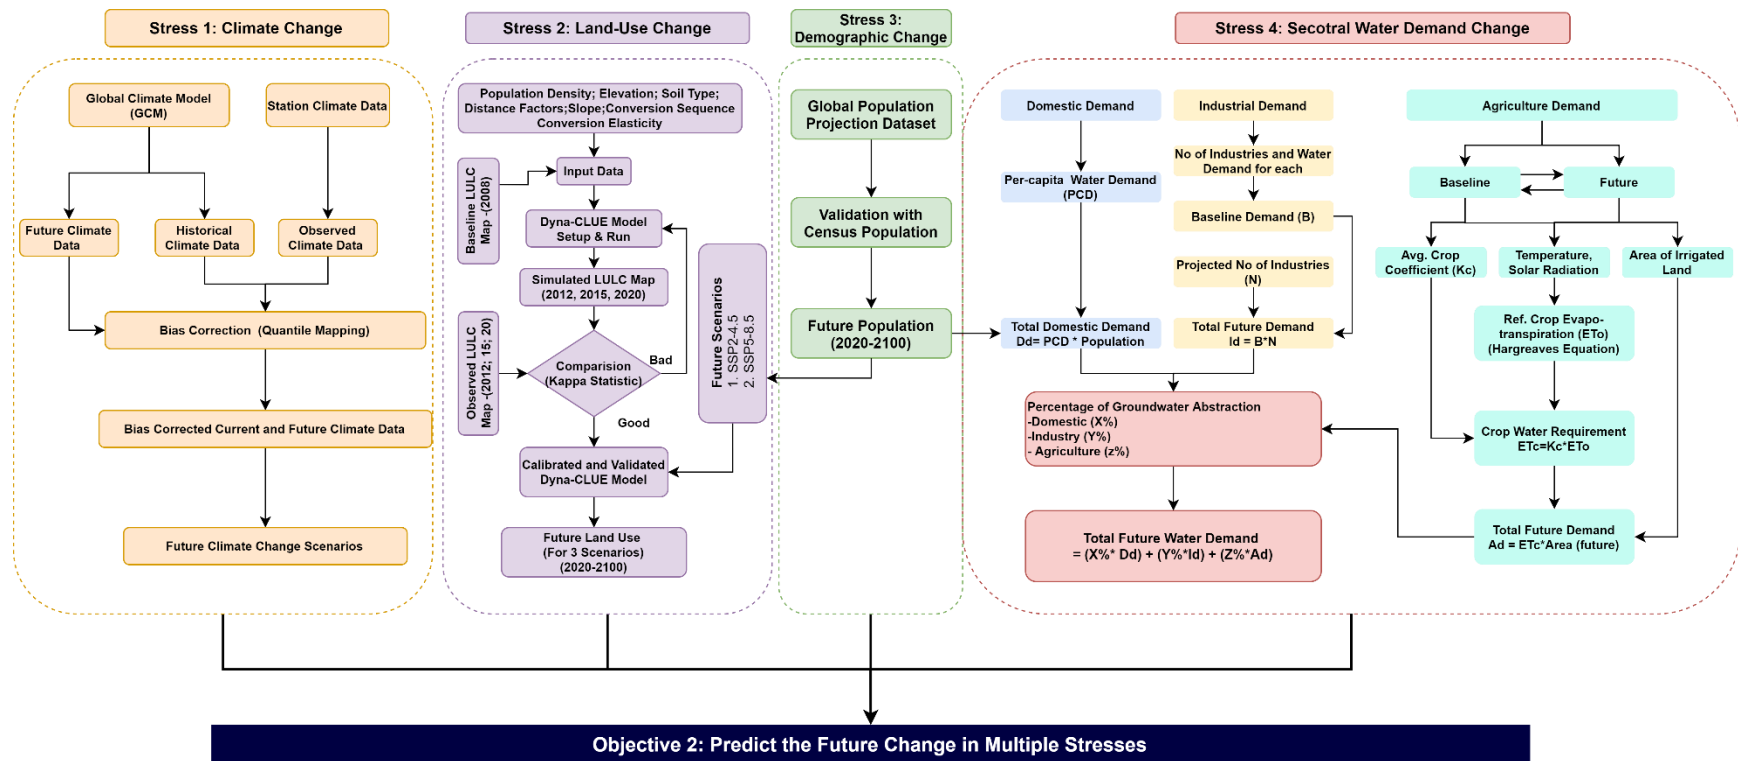 Stress 1: Climate Change
Global Climate Model
(GCM)
Station Climate Data
Future Climate
Data
Historical
Climate Data
Observed
Climate Data
Bias Correction  (Quantile Mapping)
Bias Corrected Current and Future Climate Data
Future Climate Change Scenarios
Stress 2: Land-Use Change
Population Density; Elevation; Soil Type;
Distance Factors;Slope;Conversion Sequence
Conversion Elasticity
Baseline LULC
Map -(2008)
Input Data
Dyna-CLUE Model
Setup & Run
Simulated LULC Map
(2012, 2015, 2020)
Observed LULC
Map -(2012; 15; 20)
Comparision
(Kappa Statistic)
Bad
Good
Future Scenarios
1. SSP2-4.5
2. SSP5-8.5
Calibrated and Validated
Dyna-CLUE Model
Future Land Use
(For 3 Scenarios)
(2020-2100)
Stress 3:
Demographic Change
Global Population
Projection Dataset
Validation with
Census Population
Future Population
(2020-2100)
Stress 4: Secotral Water Demand Change
Domestic Demand
Per-capita  Water Demand
(PCD)
Total Domestic Demand
Dd= PCD * Population
Industrial Demand
No of Industries and Water
Demand for each
Baseline Demand (B)
Projected No of Industries
(N)
Total Future Demand
Id = B*N
Agriculture Demand
Baseline
Future
Avg. Crop
Coefficient (Kc)
Temperature,
Solar Radiation
Area of Irrigated
Land
Ref. Crop Evapo-
transpiration (ETo)
(Hargreaves Equation)
Crop Water Requirement
ETc=Kc*ETo
Total Future Demand
Ad = ETc*Area (future)
Percentage of Groundwater Abstraction
-Domestic (X%)
-Industry (Y%)
- Agriculture (z%)
Total Future Water Demand
= (X%* Dd) + (Y%*Id) + (Z%*Ad)
Objective 2: Predict the Future Change in Multiple Stresses